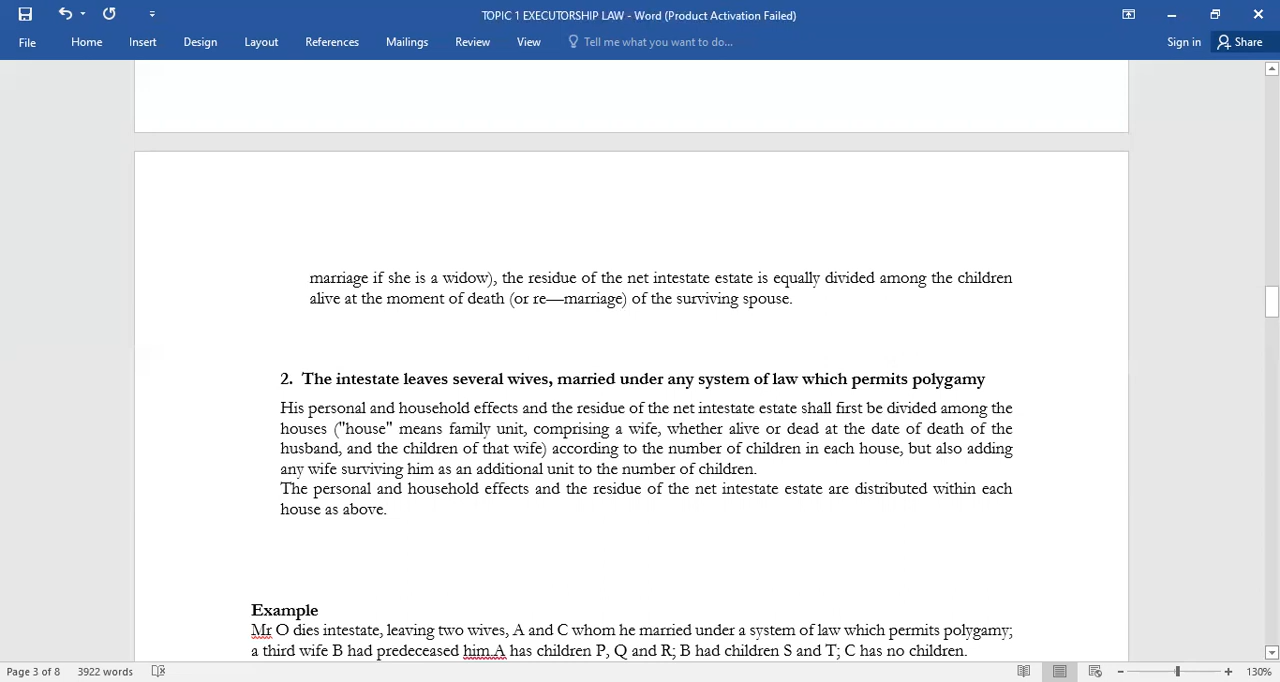 TOPIC 1 EXECUTORSHIP LAW - Word (Product Activation Failed)
File Home Insert Design Layout References Mailings Review View Tell me what you want to do... Sign in Share
marriage if she is a widow), the residue of the net intestate estate is equally divided among the children
alive at the moment of death (or re—marriage) of the surviving spouse.
2. The intestate leaves several wives, married under any system of law which permits polygamy
His personal and household effects and the residue of the net intestate estate shall first be divided among the
houses ("house" means family unit, comprising a wife, whether alive or dead at the date of death of the
husband, and the children of that wife) according to the number of children in each house, but also adding
any wife surviving him as an additional unit to the number of children.
The personal and household effects and the residue of the net intestate estate are distributed within each
house as above.
Example
Mr O dies intestate, leaving two wives, A and C whom he married under a system of law which permits polygamy;
a third wife B had predeceased him.A has children P, Q and R; B had children S and T; C has no children.
Page 3 of 8 3922 words 130%